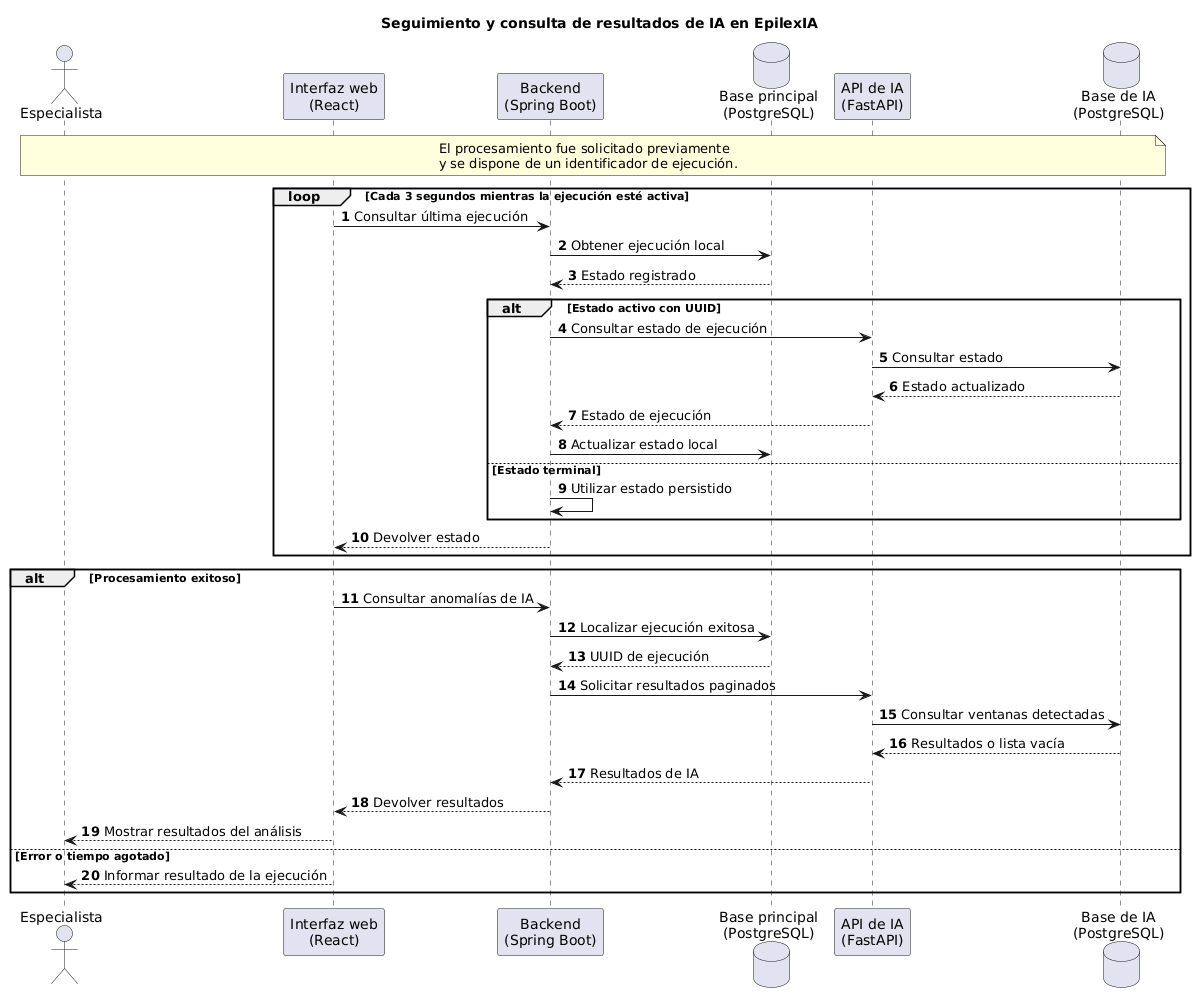 Seguimiento y consulta de resultados de IA en EpilexIA
Especialista
Interfaz web
(React)
Backend
(Spring Boot)
Base principal
(PostgreSQL)
API de IA
(FastAPI)
Base de IA
(PostgreSQL)
El procesamiento fue solicitado previamente
y se dispone de un identificador de ejecución.
loop [Cada 3 segundos mientras la ejecución esté activa]
1 Consultar última ejecución
2 Obtener ejecución local
3 Estado registrado
alt [Estado activo con UUID]
4 Consultar estado de ejecución
5 Consultar estado
6 Estado actualizado
7 Estado de ejecución
8 Actualizar estado local
[Estado terminal]
9 Utilizar estado persistido
10 Devolver estado
alt [Procesamiento exitoso]
11 Consultar anomalías de IA
12 Localizar ejecución exitosa
13 UUID de ejecución
14 Solicitar resultados paginados
15 Consultar ventanas detectadas
16 Resultados o lista vacía
17 Resultados de IA
18 Devolver resultados
19 Mostrar resultados del análisis
[Error o tiempo agotado]
20 Informar resultado de la ejecución
Especialista
Interfaz web
(React)
Backend
(Spring Boot)
Base principal
(PostgreSQL)
API de IA
(FastAPI)
Base de IA
(PostgreSQL)